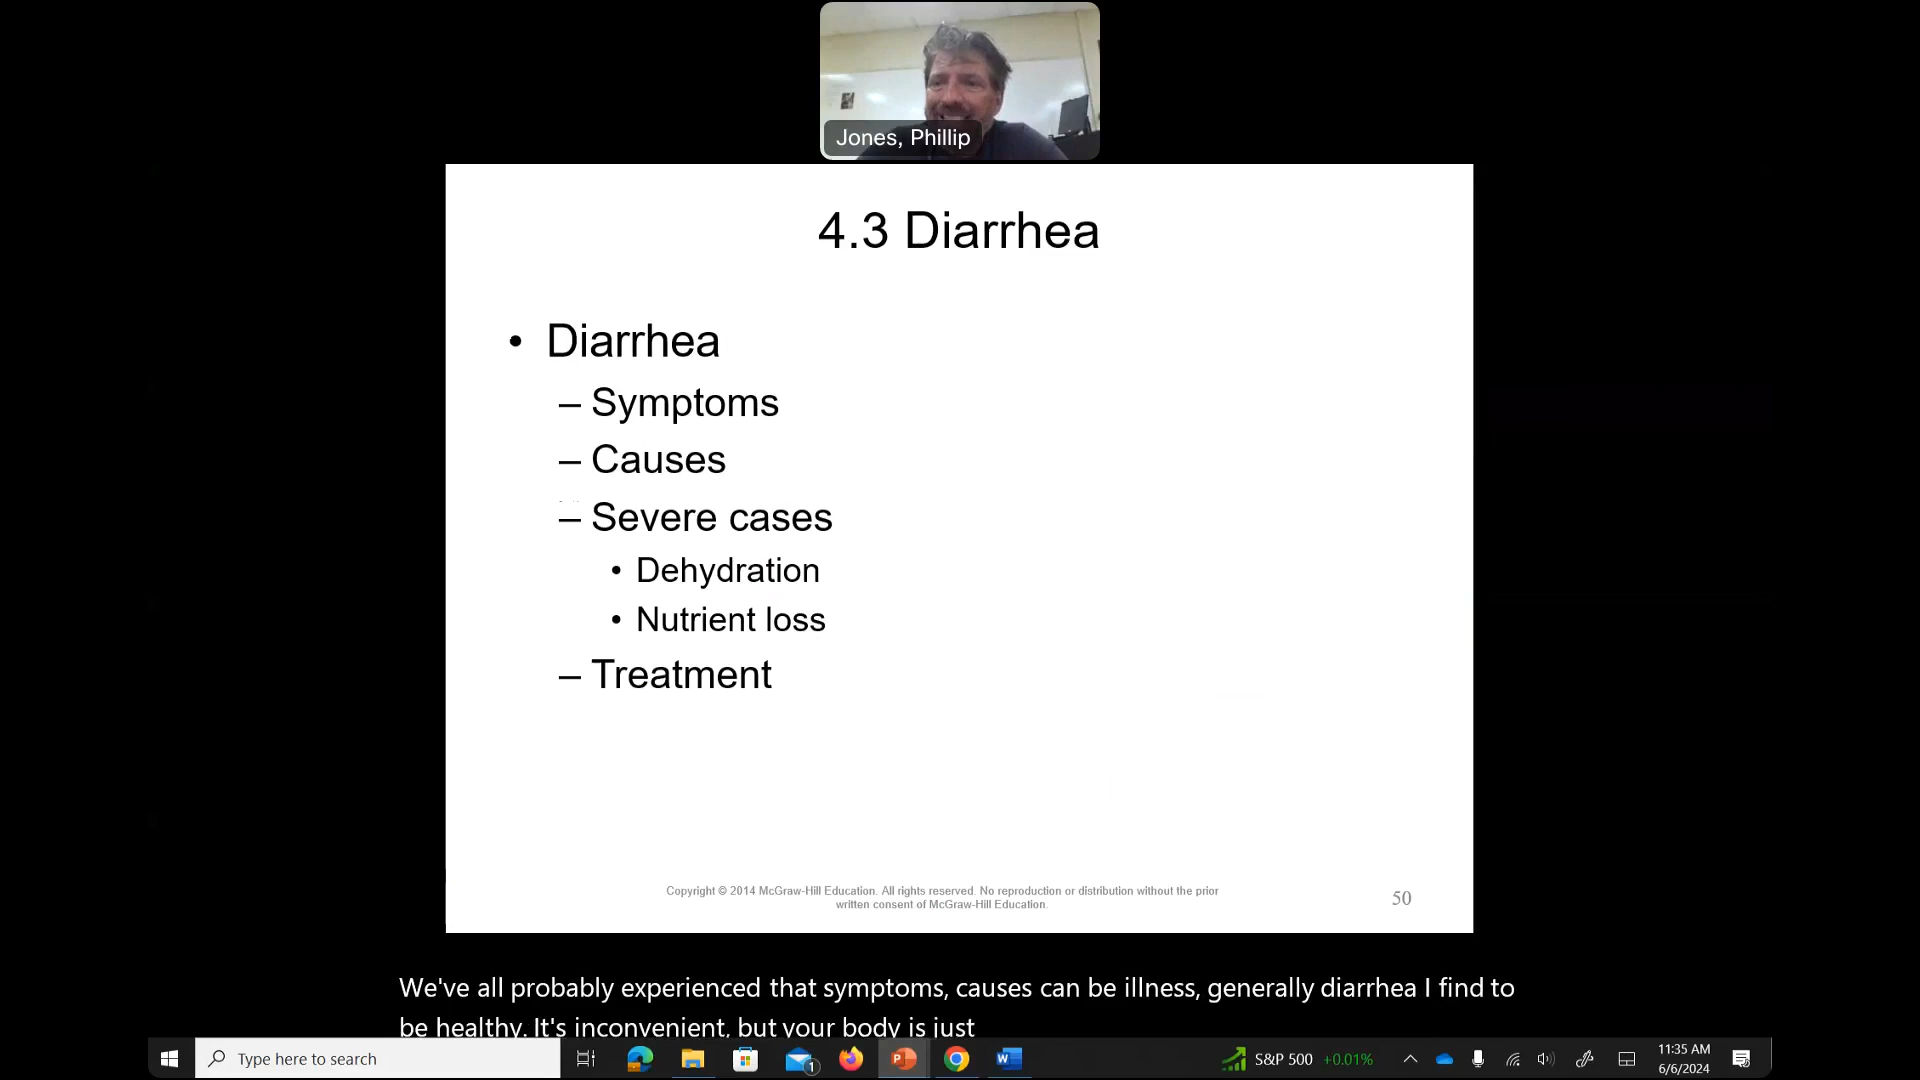 Jones, Phillip
4.3 Diarrhea
• Diarrhea
– Symptoms
– Causes
– Severe cases
• Dehydration
• Nutrient loss
– Treatment
Copyright © 2014 McGraw-Hill Education. All rights reserved. No reproduction or distribution without the prior
written consent of McGraw-Hill Education.
50
We've all probably experienced that symptoms, causes can be illness, generally diarrhea I find to
be healthy. It's inconvenient, but your body is just
Type here to search
1
S&P 500 +0.01%
11:35 AM
6/6/2024